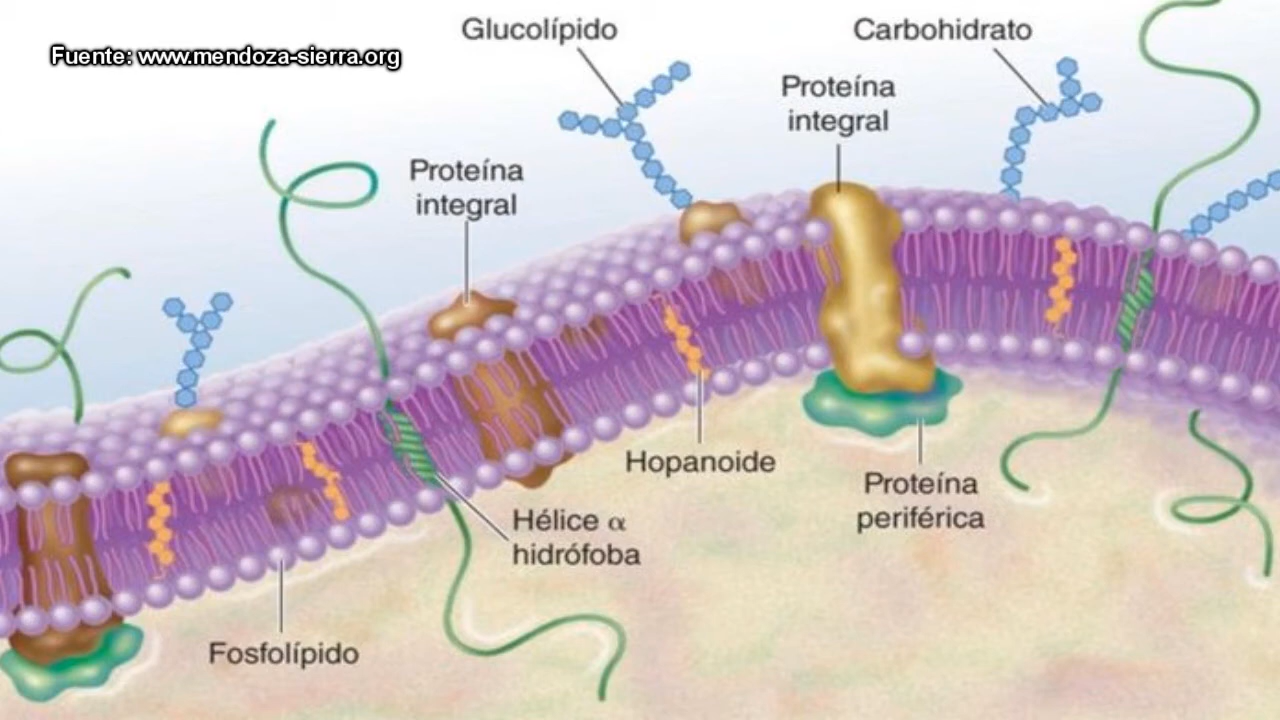 Fuente: www.mendoza-sierra.org
Glucolípido
Carbohidrato
Proteína
integral
Proteína
integral
Hopanoide
Proteína
periférica
Hélice α
hidrófoba
Fosfolípido